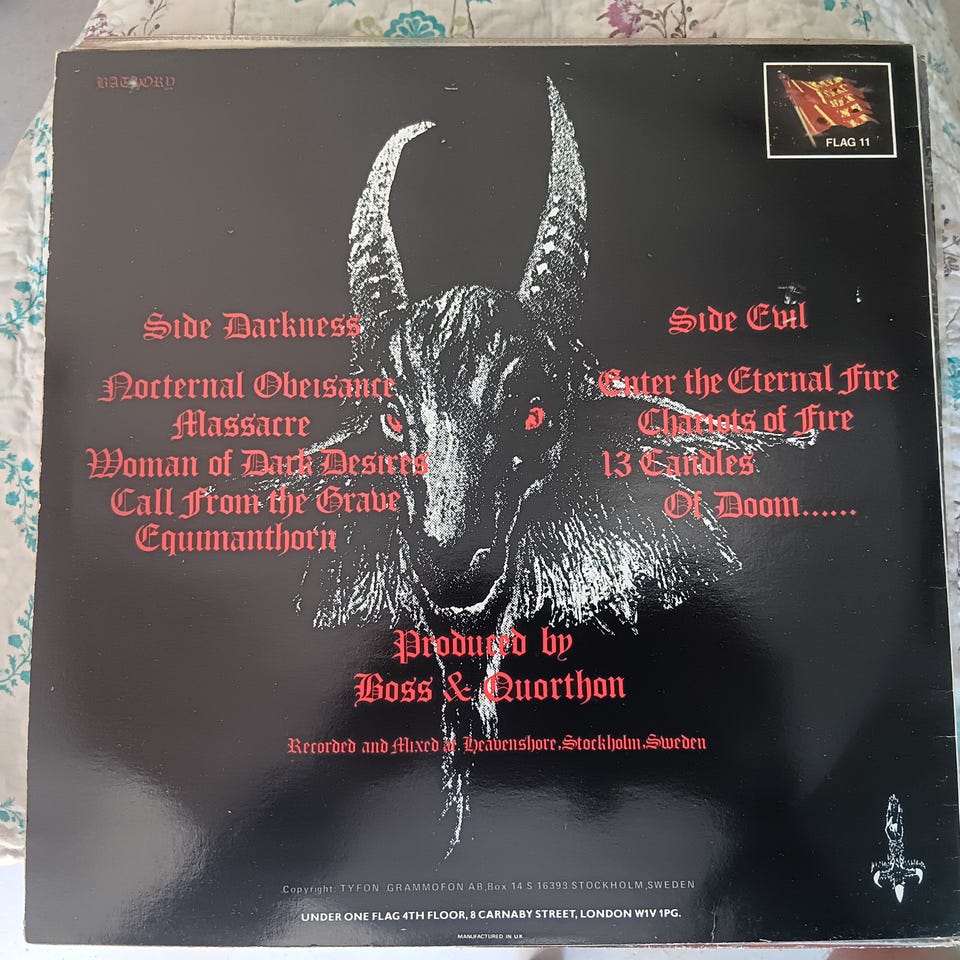 BATHORY
FLAG 11
Side Darkness
Nocternal Obeisance
Massacre
Woman of Dark Desires
Call From the Grave
Equimanthorn
Side Evil
Enter the Eternal Fire
Chariots of Fire
13 Candles
Of Doom......
Produced by
Boss & Quorthon
Recorded and Mixed at Heavenshore,Stockholm,Sweden
Copyright: TYFON GRAMMOFON AB,Box 14 S 16393 STOCKHOLM,SWEDEN
UNDER ONE FLAG 4TH FLOOR, 8 CARNABY STREET, LONDON W1V 1PG.
MANUFACTURED IN U.K.